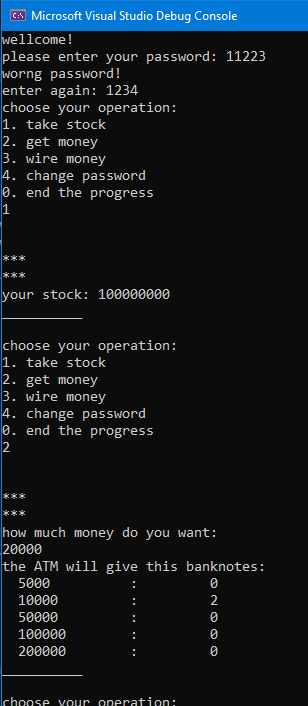 Microsoft Visual Studio Debug Console
wellcome!
please enter your password: 11223
worng password!
enter again: 1234
choose your operation:
1. take stock
2. get money
3. wire money
4. change password
0. end the progress
1
***
***
your stock: 100000000
__________
choose your operation:
1. take stock
2. get money
3. wire money
4. change password
0. end the progress
2
***
***
how much money do you want:
20000
the ATM will give this banknotes:
5000 : 0
10000 : 2
50000 : 0
100000 : 0
200000 : 0
__________
choose your operation: